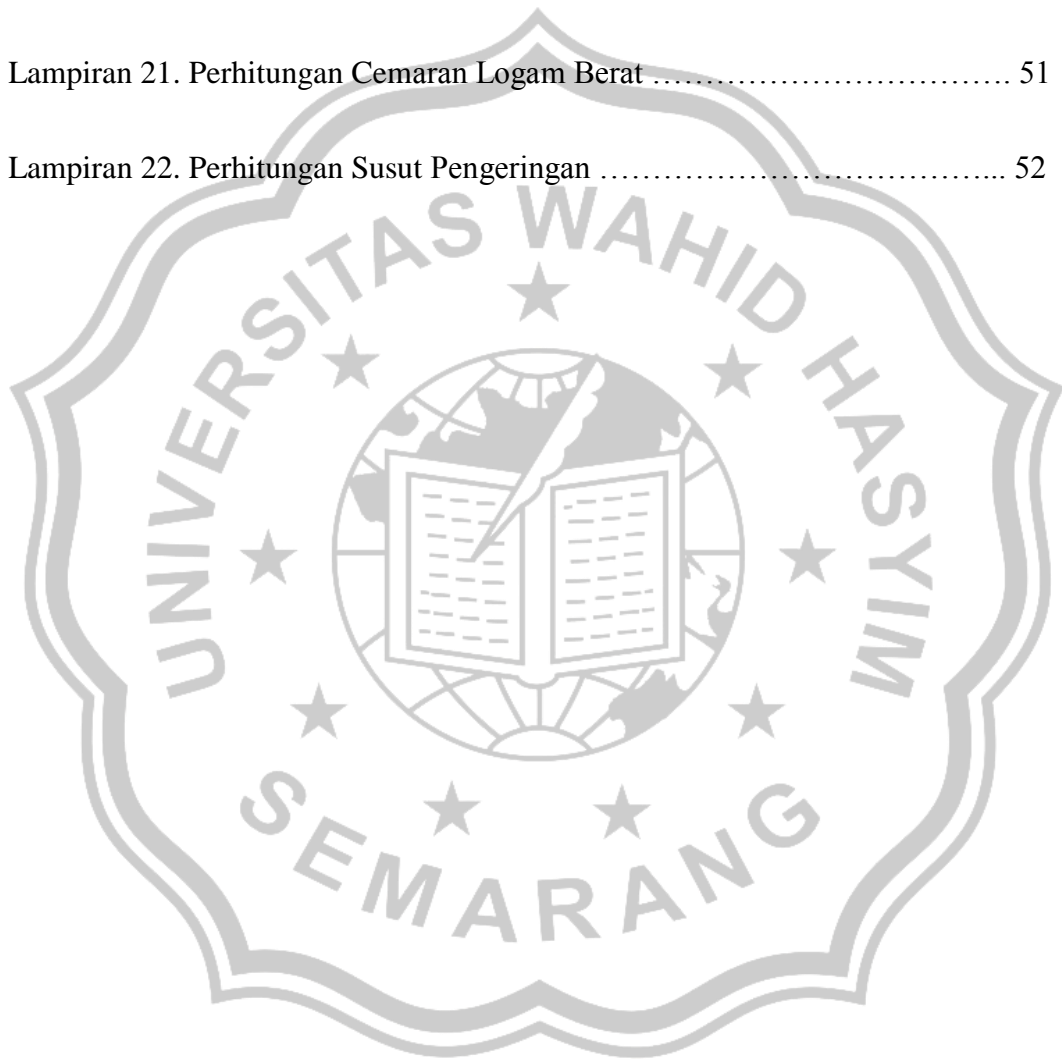 Lampiran 21. Perhitungan Cemaran Logam Berat ………………………………. 51
Lampiran 22. Perhitungan Susut Pengeringan …………………………………... 52
UNIVERSITAS WAHID HASYIM
SEMARANG